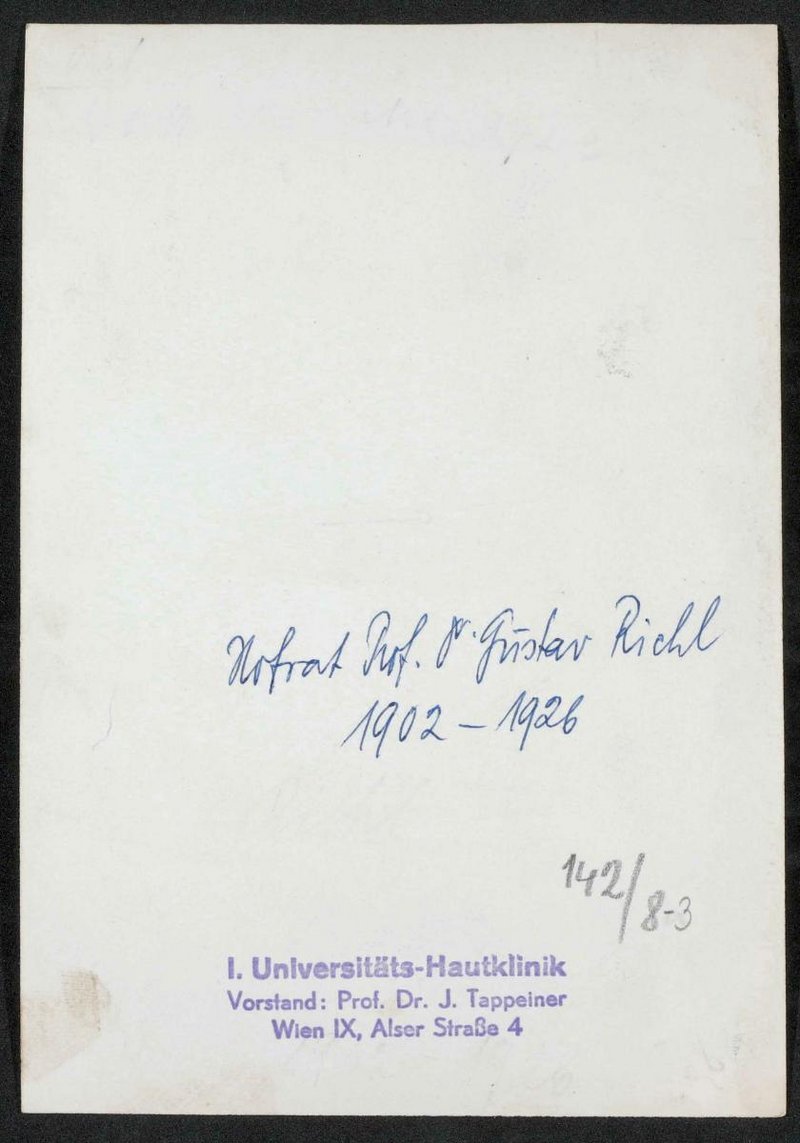 Hofrat Prof. Dr. Gustav Riehl
1902 – 1926
142/8-3
I. Universitäts-Hautklinik
Vorstand: Prof. Dr. J. Tappeiner
Wien IX, Alser Straße 4